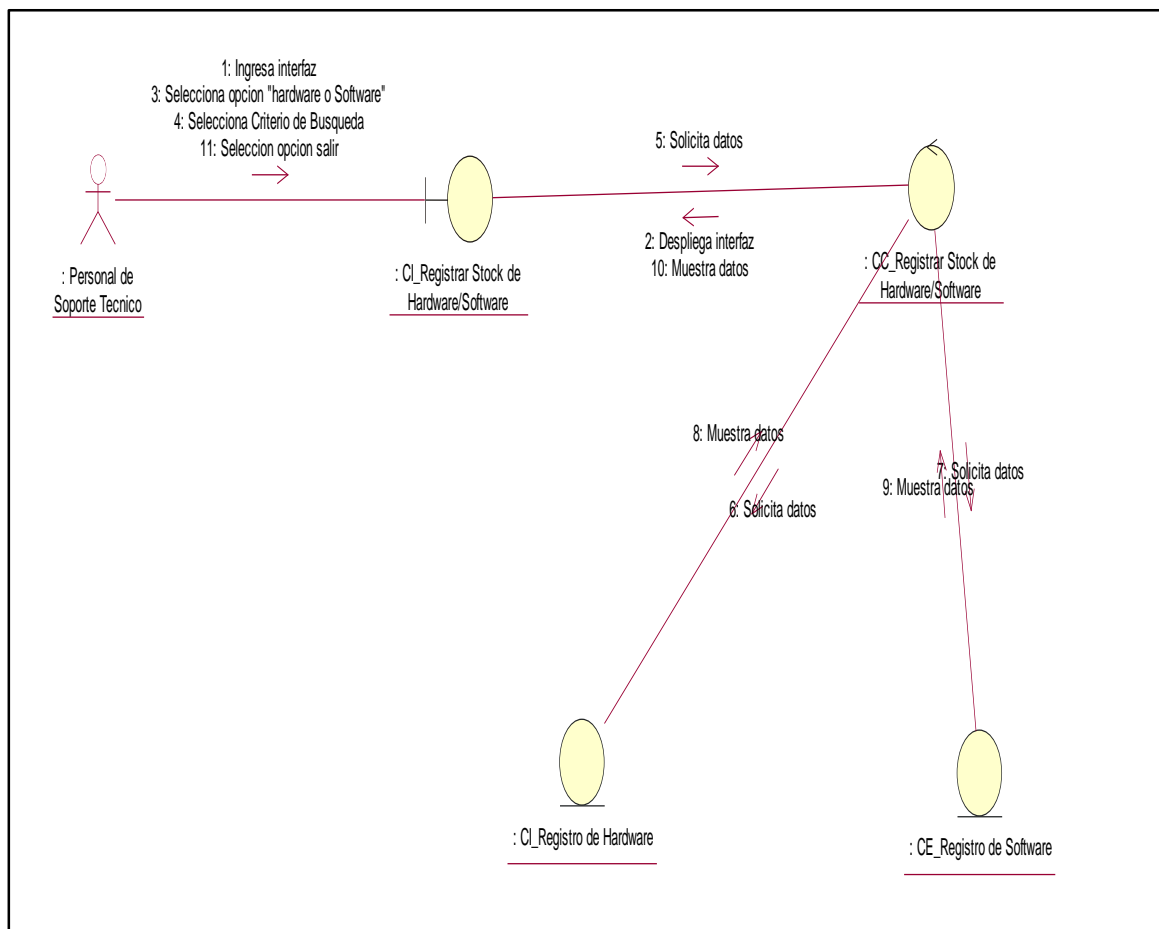 1: Ingresa interfaz
3: Selecciona opcion "hardware o Software"
4: Selecciona Criterio de Busqueda
11: Seleccion opcion salir
5: Solicita datos
2: Despliega interfaz
10: Muestra datos
: Personal de
Soporte Tecnico
: CI_Registrar Stock de
Hardware/Software
: CC_Registrar Stock de
Hardware/Software
8: Muestra datos
6: Solicita datos
7: Solicita datos
9: Muestra datos
: CI_Registro de Hardware
: CE_Registro de Software